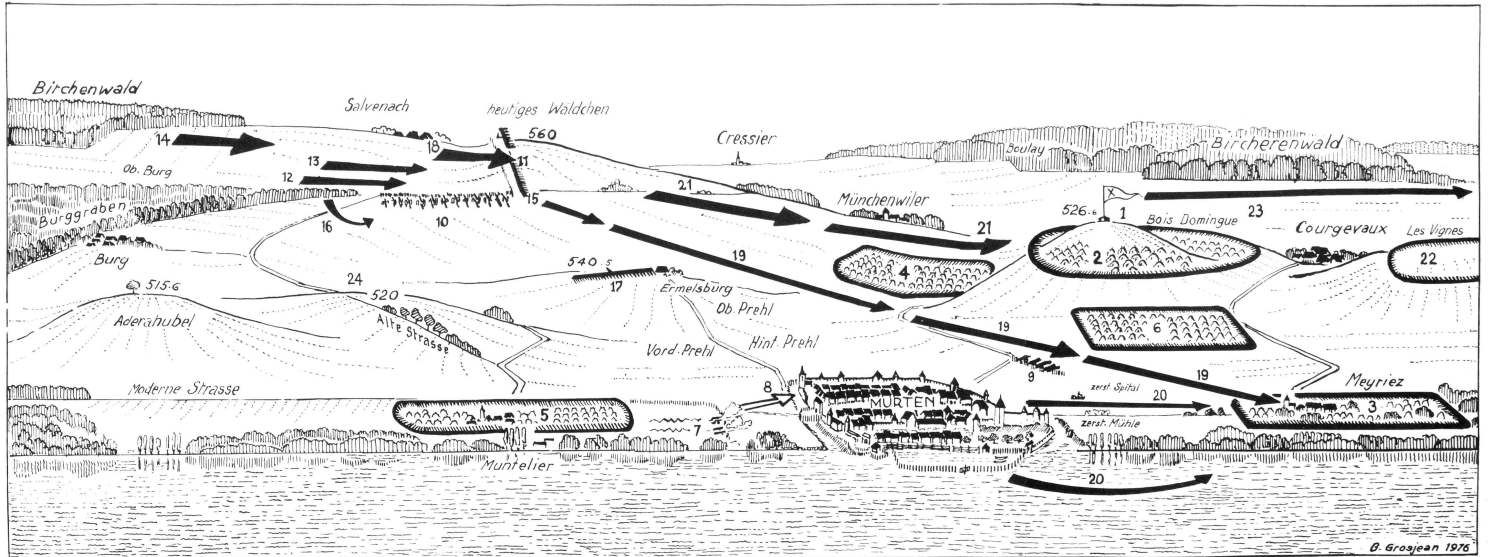 Birchenwald
Salvenach
heutiges Wäldchen
14
18
11
560
Cressier
Boulay
Bircherenwald
Ob. Burg
13
12
21
15
10
16
Münchenwiler
21
526.6
1
Bois Domingue
23
Burggraben
Burg
19
4
2
Courgevaux
Les Vignes
22
515.6
Aderahubel
24
520
Alte Strasse
540.5
17
Ermelsburg
Ob. Prehl
Vord. Prehl
Hint. Prehl
19
6
9
19
Moderne Strasse
5
7
8
MURTEN
zerst. Spital
20
zerst. Mühle
Meyriez
3
Muntelier
20
G. Grosjean 1976